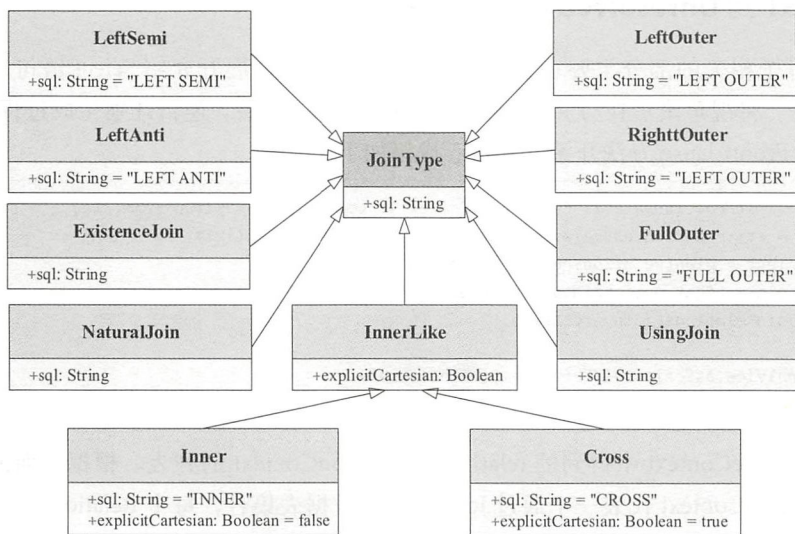 LeftSemi
+sql: String = "LEFT SEMI"
LeftAnti
+sql: String = "LEFT ANTI"
ExistenceJoin
+sql: String
NaturalJoin
+sql: String
JoinType
+sql: String
InnerLike
+explicitCartesian: Boolean
LeftOuter
+sql: String = "LEFT OUTER"
RighttOuter
+sql: String = "LEFT OUTER"
FullOuter
+sql: String = "FULL OUTER"
UsingJoin
+sql: String
Inner
+sql: String = "INNER"
+explicitCartesian: Boolean = false
Cross
+sql: String = "CROSS"
+explicitCartesian: Boolean = true